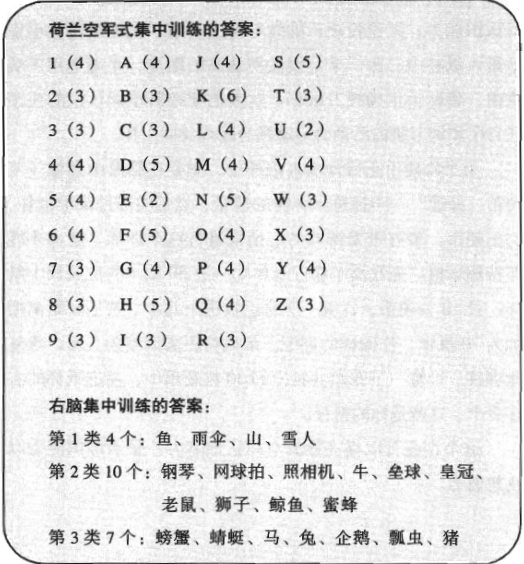 荷兰空军式集中训练的答案：
1（4） A（4） J（4） S（5）
2（3） B（3） K（6） T（3）
3（3） C（3） L（4） U（2）
4（4） D（5） M（4） V（4）
5（4） E（2） N（5） W（3）
6（4） F（5） O（4） X（3）
7（3） G（4） P（4） Y（4）
8（3） H（5） Q（4） Z（3）
9（3） I（3） R（3）
右脑集中训练的答案：
第1类4个：鱼、雨伞、山、雪人
第2类10个：钢琴、网球拍、照相机、牛、垒球、皇冠、
老鼠、狮子、鲸鱼、蜜蜂
第3类7个：螃蟹、蜻蜓、马、兔、企鹅、瓢虫、猪